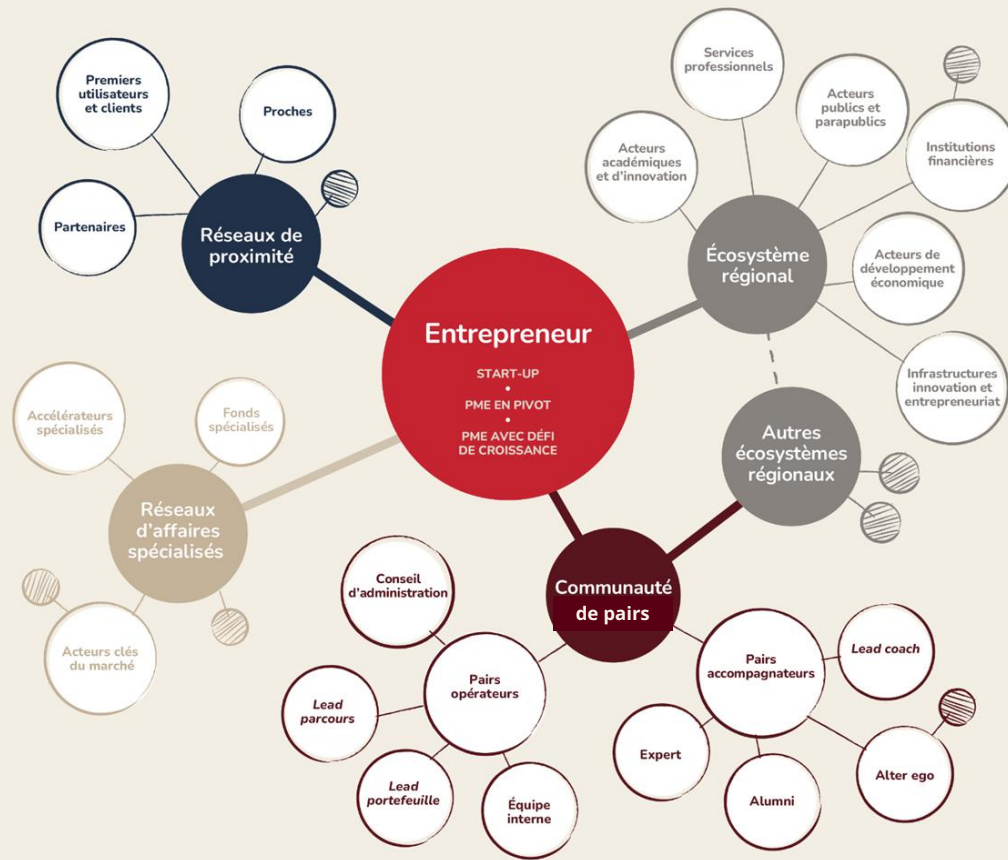 Premiers
utilisateurs
et clients
Proches
Partenaires
Réseaux de
proximité
Services
professionnels
Acteurs
publics et
parapublics
Acteurs
académiques
et d'innovation
Institutions
financières
Écosystème
régional
Acteurs de
développement
économique
Infrastructures
innovation et
entrepreneuriat
Entrepreneur
START-UP
•
PME EN PIVOT
•
PME AVEC DÉFI
DE CROISSANCE
Autres
écosystèmes
régionaux
Accélérateurs
spécialisés
Fonds
spécialisés
Réseaux
d'affaires
spécialisés
Acteurs clés
du marché
Communauté
de pairs
Conseil
d'administration
Pairs
opérateurs
Lead
parcours
Lead
portefeuille
Équipe
interne
Pairs
accompagnateurs
Lead coach
Expert
Alumni
Alter ego